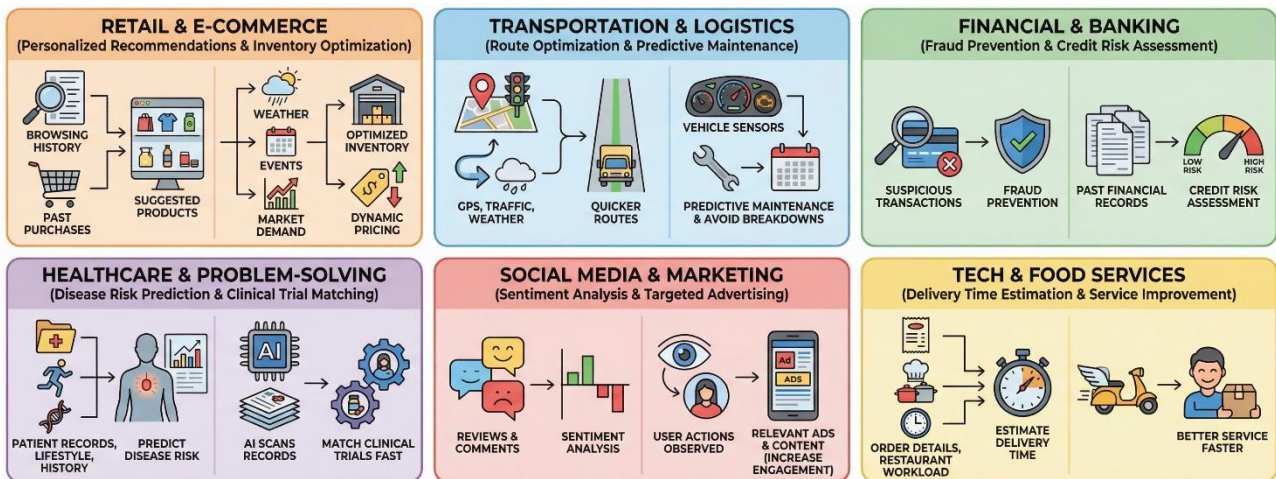 RETAIL & E-COMMERCE
(Personalized Recommendations & Inventory Optimization)
BROWSING
HISTORY
PAST
PURCHASES
SUGGESTED
PRODUCTS
WEATHER
EVENTS
MARKET
DEMAND
OPTIMIZED
INVENTORY
$
DYNAMIC
PRICING
TRANSPORTATION & LOGISTICS
(Route Optimization & Predictive Maintenance)
GPS, TRAFFIC,
WEATHER
QUICKER
ROUTES
VEHICLE SENSORS
PREDICTIVE MAINTENANCE
& AVOID BREAKDOWNS
FINANCIAL & BANKING
(Fraud Prevention & Credit Risk Assessment)
SUSPICIOUS
TRANSACTIONS
FRAUD
PREVENTION
PAST FINANCIAL
RECORDS
LOW
RISK
HIGH
RISK
CREDIT RISK
ASSESSMENT
HEALTHCARE & PROBLEM-SOLVING
(Disease Risk Prediction & Clinical Trial Matching)
PATIENT RECORDS,
LIFESTYLE,
HISTORY
PREDICT
DISEASE RISK
AI
AI SCANS
RECORDS
MATCH CLINICAL
TRIALS FAST
SOCIAL MEDIA & MARKETING
(Sentiment Analysis & Targeted Advertising)
REVIEWS &
COMMENTS
SENTIMENT
ANALYSIS
USER ACTIONS
OBSERVED
Ad
ADS
RELEVANT ADS
& CONTENT
(INCREASE
ENGAGEMENT)
TECH & FOOD SERVICES
(Delivery Time Estimation & Service Improvement)
ORDER DETAILS,
RESTAURANT
WORKLOAD
ESTIMATE
DELIVERY
TIME
BETTER SERVICE
FASTER